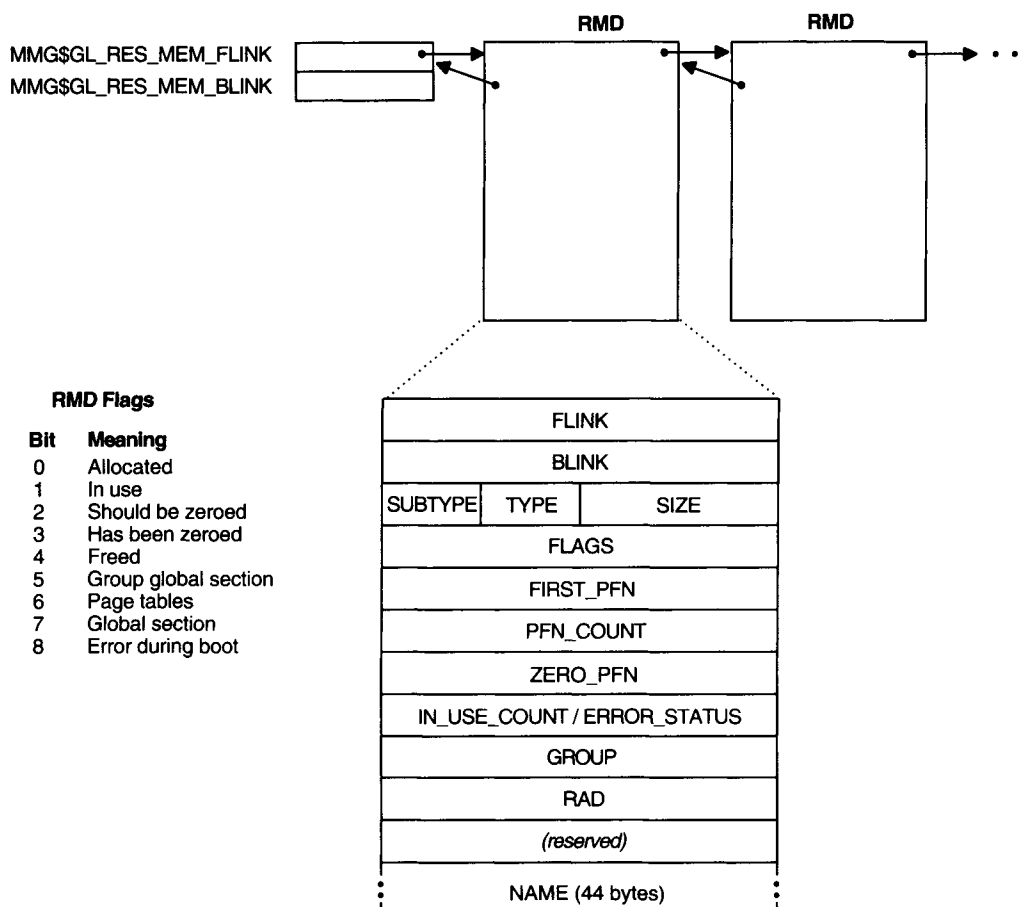 RMD RMD
MMG$GL_RES_MEM_FLINK
MMG$GL_RES_MEM_BLINK
RMD Flags
Bit Meaning
0 Allocated
1 In use
2 Should be zeroed
3 Has been zeroed
4 Freed
5 Group global section
6 Page tables
7 Global section
8 Error during boot
FLINK
BLINK
SUBTYPE TYPE SIZE
FLAGS
FIRST_PFN
PFN_COUNT
ZERO_PFN
IN_USE_COUNT / ERROR_STATUS
GROUP
RAD
(reserved)
NAME (44 bytes)